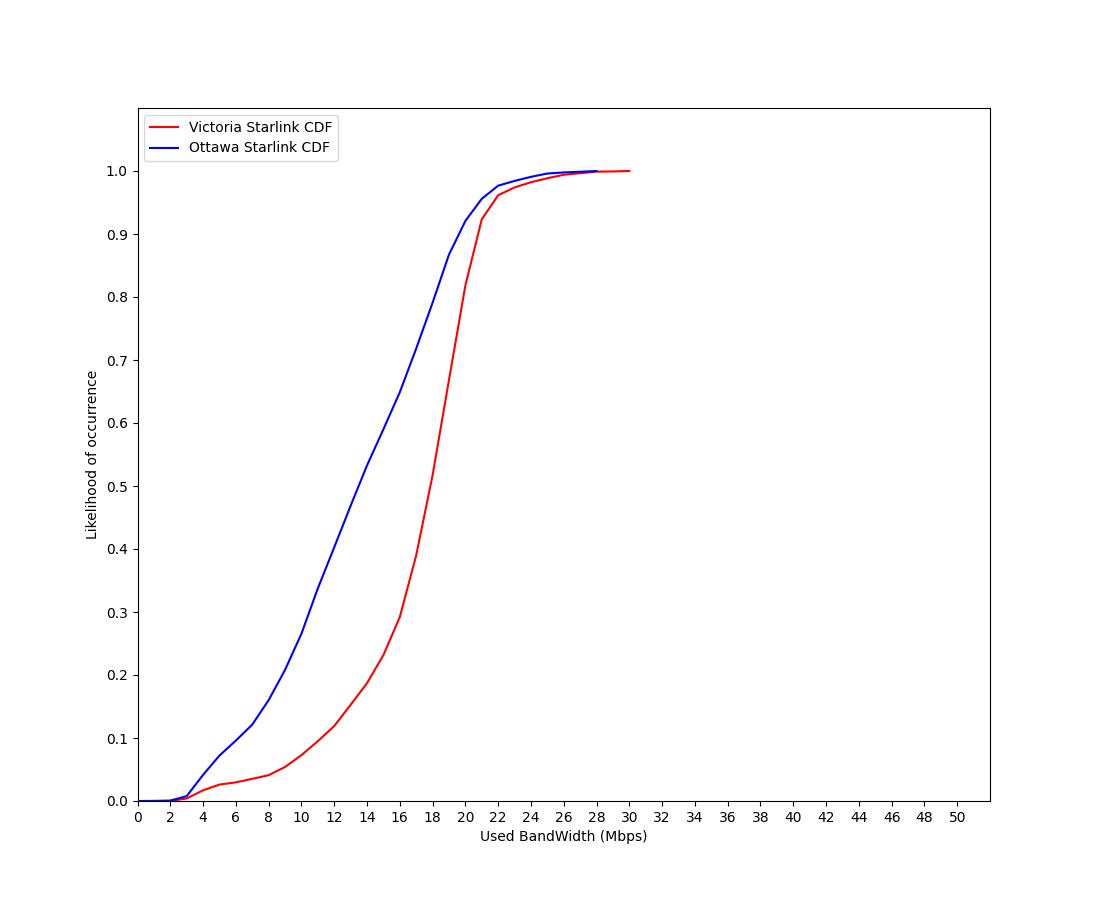 Victoria Starlink CDF
Ottawa Starlink CDF
1.0
0.9
0.8
0.7
0.6
0.5
0.4
0.3
0.2
0.1
0.0
Likelihood of occurrence
0 2 4 6 8 10 12 14 16 18 20 22 24 26 28 30 32 34 36 38 40 42 44 46 48 50
Used BandWidth (Mbps)